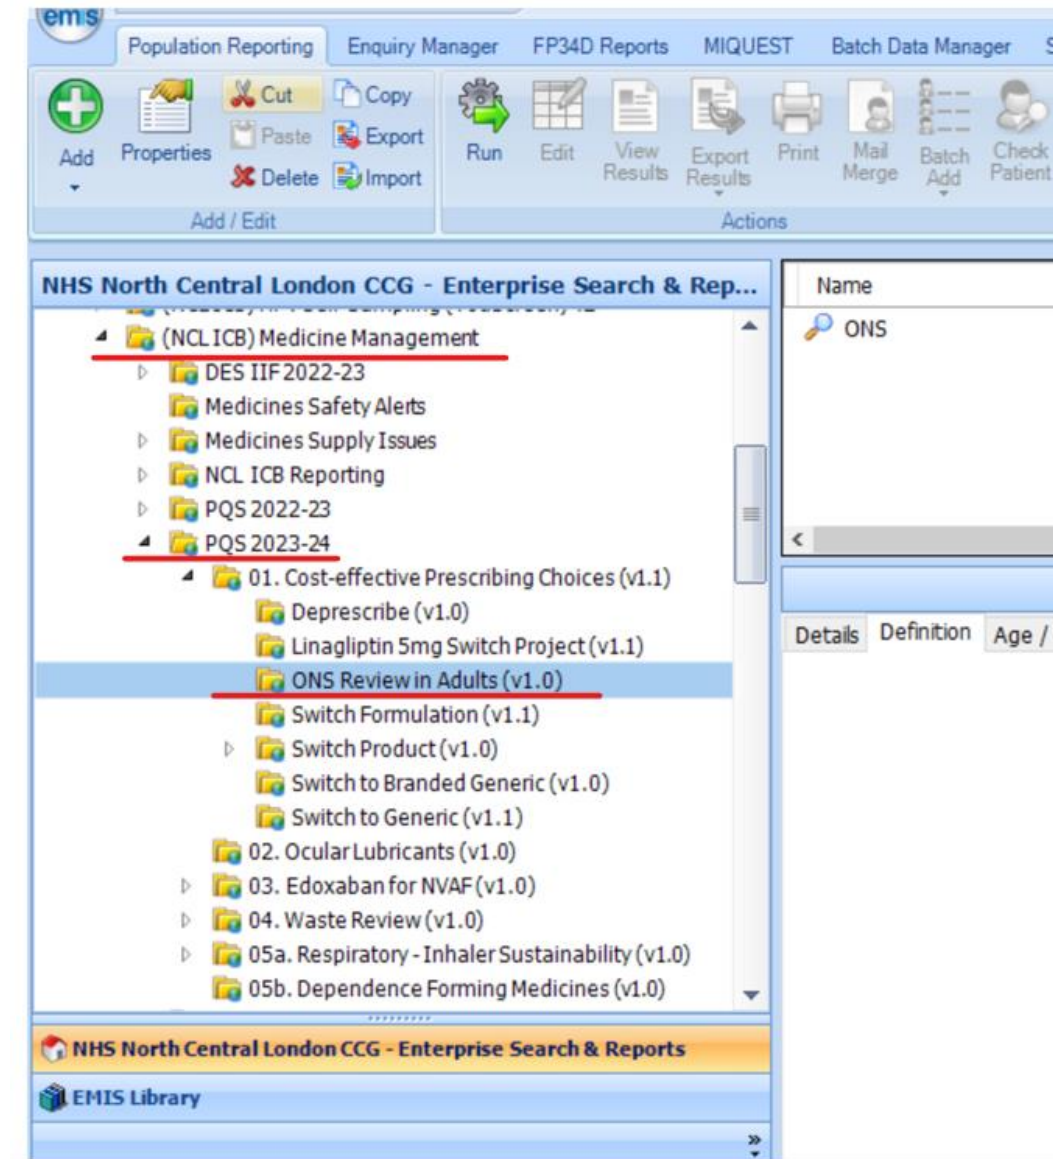 emis
Population Reporting Enquiry Manager FP34D Reports MIQUEST Batch Data Manager S
Cut Copy
Paste Export
Delete Import
Add Properties Run Edit View Results Export Results Print Mail Merge Batch Add Check Patient
Add / Edit Actions
NHS North Central London CCG - Enterprise Search & Rep...
(NCL ICB) Medicine Management
DES IIF 2022-23
Medicines Safety Alerts
Medicines Supply Issues
NCL ICB Reporting
PQS 2022-23
PQS 2023-24
01. Cost-effective Prescribing Choices (v1.1)
Deprescribe (v1.0)
Linagliptin 5mg Switch Project (v1.1)
ONS Review in Adults (v1.0)
Switch Formulation (v1.1)
Switch Product (v1.0)
Switch to Branded Generic (v1.0)
Switch to Generic (v1.1)
02. Ocular Lubricants (v1.0)
03. Edoxaban for NVAF (v1.0)
04. Waste Review (v1.0)
05a. Respiratory - Inhaler Sustainability (v1.0)
05b. Dependence Forming Medicines (v1.0)
NHS North Central London CCG - Enterprise Search & Reports
EMIS Library
Name
ONS
Details Definition Age /